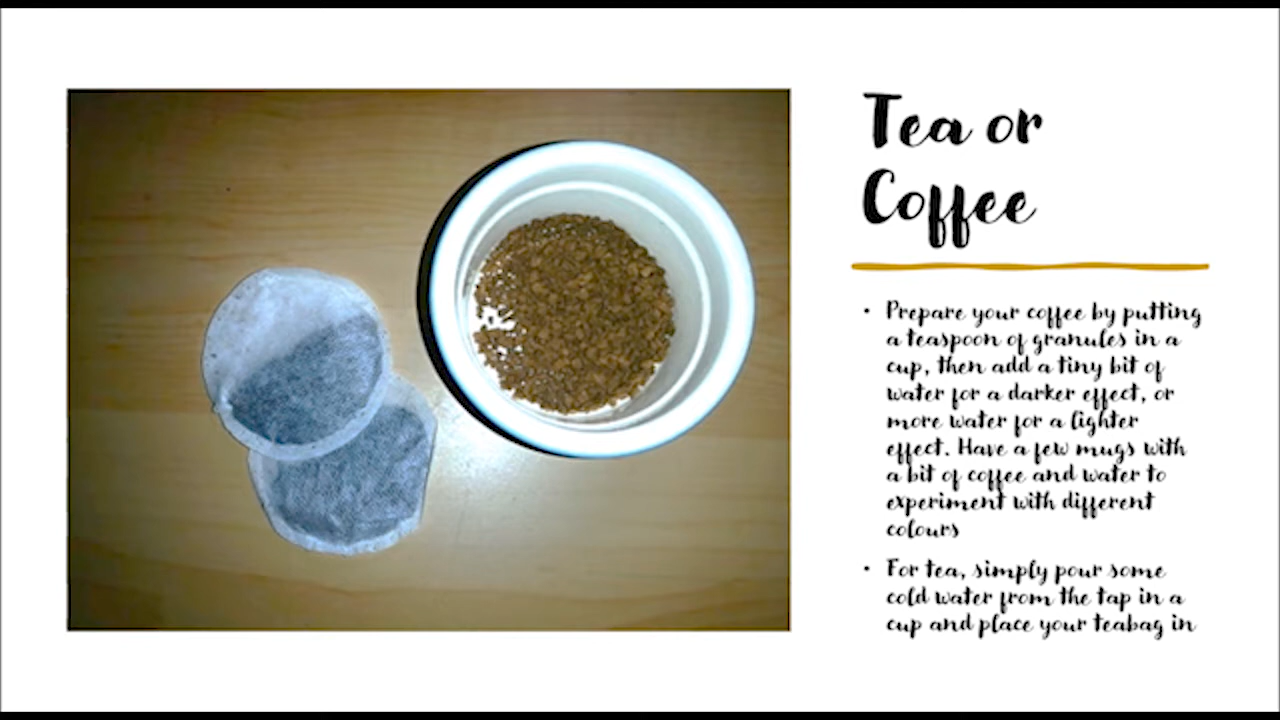 Tea or
Coffee
• Prepare your coffee by putting
a teaspoon of granules in a
cup, then add a tiny bit of
water for a darker effect, or
more water for a lighter
effect. Have a few mugs with
a bit of coffee and water to
experiment with different
colours
• For tea, simply pour some
cold water from the tap in a
cup and place your teabag in